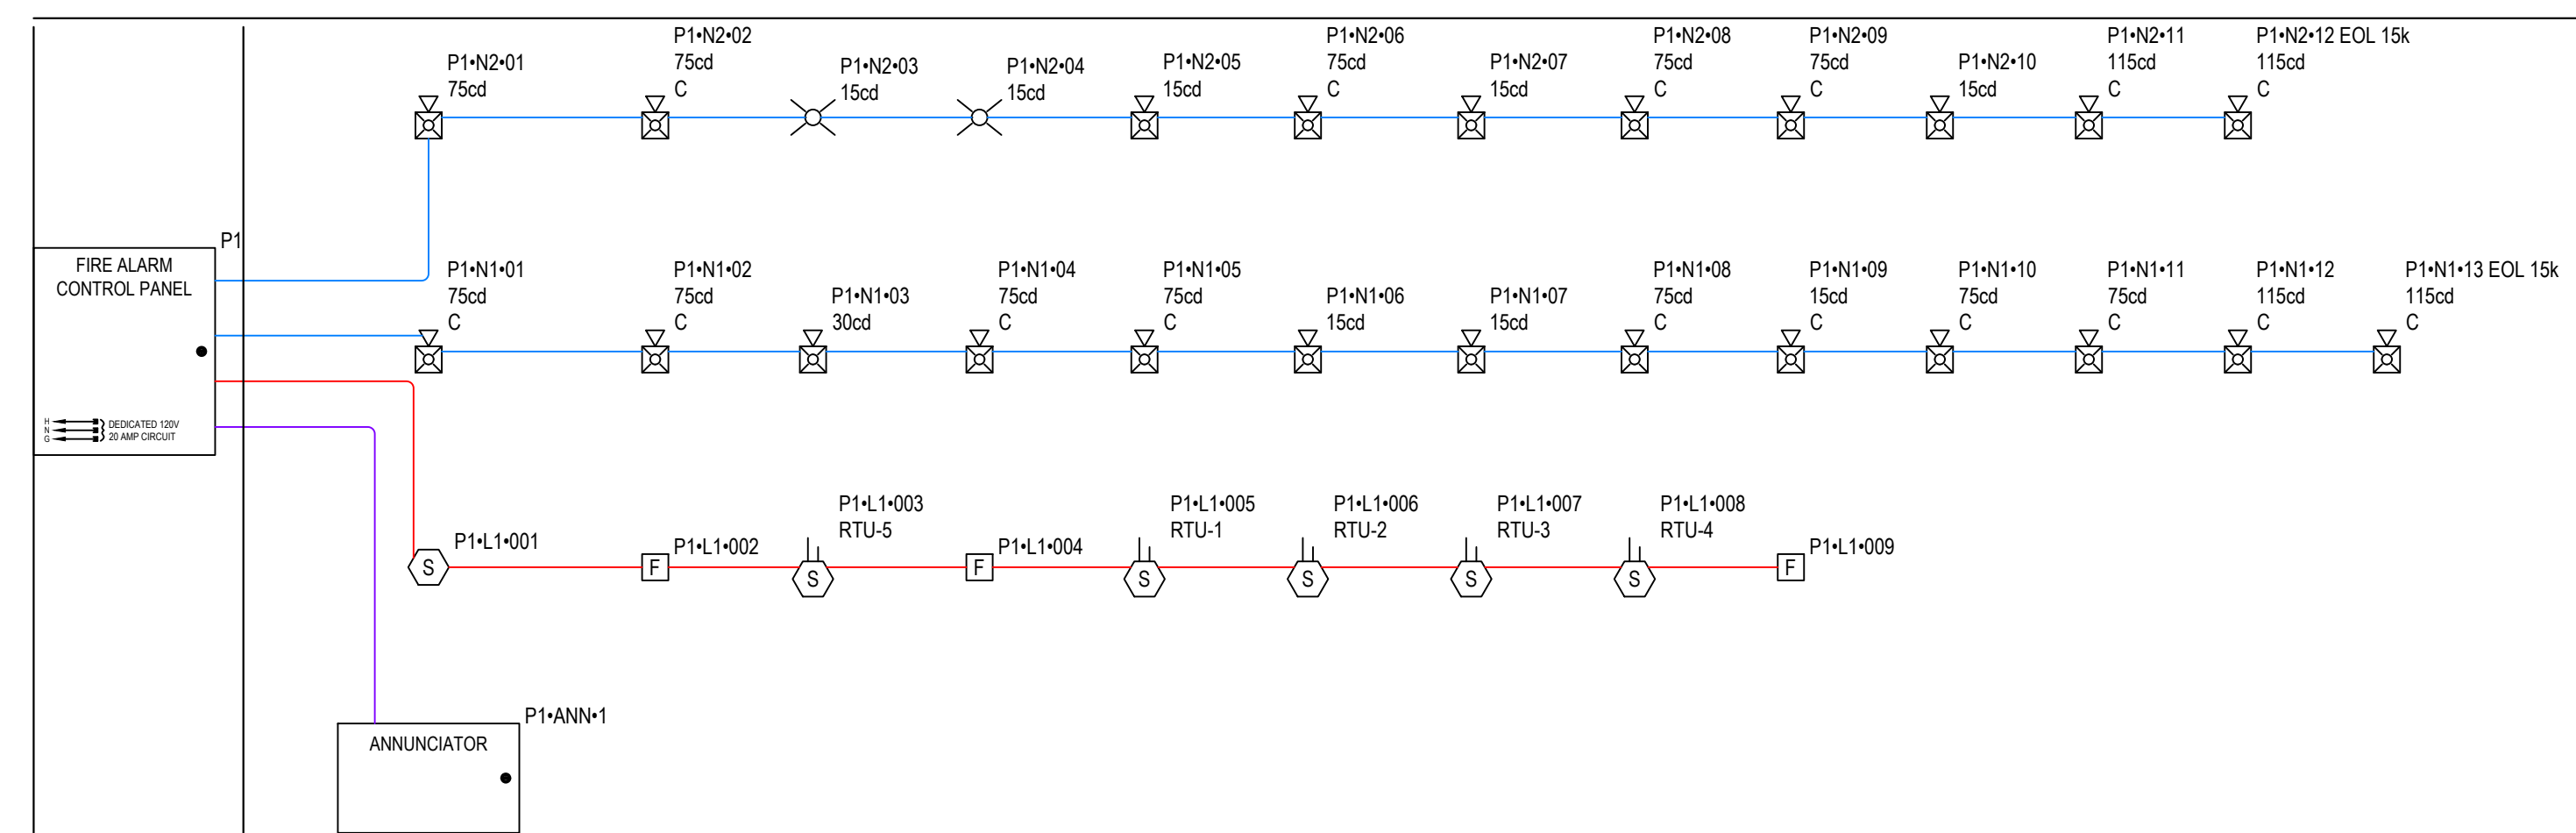 P1•N2•01
75cd
P1•N2•02
75cd
C
P1•N2•03
15cd
P1•N2•04
15cd
P1•N2•05
15cd
P1•N2•06
75cd
C
P1•N2•07
15cd
P1•N2•08
75cd
C
P1•N2•09
75cd
C
P1•N2•10
15cd
P1•N2•11
115cd
C
P1•N2•12 EOL 15k
115cd
C
P1
FIRE ALARM
CONTROL PANEL
H
N
G
DEDICATED 120V
20 AMP CIRCUIT
P1•N1•01
75cd
C
P1•N1•02
75cd
C
P1•N1•03
30cd
P1•N1•04
75cd
C
P1•N1•05
75cd
C
P1•N1•06
15cd
P1•N1•07
15cd
P1•N1•08
75cd
C
P1•N1•09
15cd
C
P1•N1•10
75cd
C
P1•N1•11
75cd
C
P1•N1•12
115cd
C
P1•N1•13 EOL 15k
115cd
C
S
P1•L1•001
F
P1•L1•002
P1•L1•003
RTU-5
S
F
P1•L1•004
P1•L1•005
RTU-1
S
P1•L1•006
RTU-2
S
P1•L1•007
RTU-3
S
P1•L1•008
RTU-4
S
F
P1•L1•009
P1•ANN•1
ANNUNCIATOR